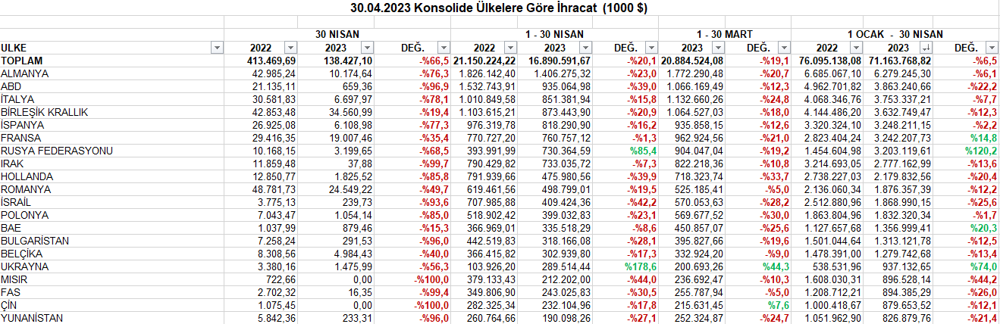 30.04.2023 Konsolide Ülkelere Göre İhracat (1000 $)
30 NISAN 1 - 30 NISAN 1 - 30 MART 1 OCAK - 30 NISAN
ULKE 2022 2023 DEĞ. 2022 2023 DEĞ. 2023 DEĞ. 2022 2023 DEĞ.
TOPLAM 413.469,69 138.427,10 -%66,5 21.150.224,22 16.890.591,67 -%20,1 20.884.524,08 -%19,1 76.095.138,08 71.163.768,82 -%6,5
ALMANYA 42.985,24 10.174,64 -%76,3 1.826.142,40 1.406.275,32 -%23,0 1.772.290,48 -%20,7 6.685.067,10 6.279.245,30 -%6,1
ABD 21.135,11 659,36 -%96,9 1.532.743,91 935.064,98 -%39,0 1.066.169,49 -%12,3 4.962.701,82 3.863.240,66 -%22,2
İTALYA 30.581,83 6.697,97 -%78,1 1.010.849,58 851.381,94 -%15,8 1.132.660,26 -%24,8 4.068.346,76 3.753.337,21 -%7,7
BİRLEŞİK KRALLIK 42.853,48 34.560,99 -%19,4 1.103.615,21 873.443,90 -%20,9 1.064.527,03 -%18,0 4.144.486,20 3.632.749,47 -%12,3
İSPANYA 26.925,08 6.108,98 -%77,3 976.319,78 818.290,90 -%16,2 935.858,15 -%12,6 3.320.324,10 3.248.211,15 -%2,2
FRANSA 29.416,35 19.007,46 -%35,4 770.727,20 760.757,12 -%1,3 962.924,56 -%21,0 2.823.404,24 3.242.207,73 %14,8
RUSYA FEDERASYONU 10.168,15 3.199,65 -%68,5 393.991,99 730.364,59 %85,4 904.047,04 -%19,2 1.454.604,98 3.203.119,61 %120,2
IRAK 11.859,48 37,88 -%99,7 790.429,82 733.035,72 -%7,3 822.218,36 -%10,8 3.214.693,05 2.777.162,99 -%13,6
HOLLANDA 12.850,77 1.825,52 -%85,8 791.939,66 475.980,56 -%39,9 718.323,74 -%33,7 2.738.227,03 2.179.832,56 -%20,4
ROMANYA 48.781,73 24.549,22 -%49,7 619.461,56 498.799,01 -%19,5 525.185,41 -%5,0 2.136.060,34 1.876.357,39 -%12,2
İSRAİL 3.775,13 239,73 -%93,6 707.985,88 409.424,36 -%42,2 570.053,63 -%28,2 2.512.880,96 1.868.990,15 -%25,6
POLONYA 7.043,47 1.054,14 -%85,0 518.902,42 399.032,83 -%23,1 569.677,52 -%30,0 1.863.804,96 1.832.320,34 -%1,7
BAE 1.037,99 879,46 -%15,3 366.969,01 335.518,29 -%8,6 450.857,07 -%25,6 1.127.657,68 1.356.999,41 %20,3
BULGARİSTAN 7.258,24 291,53 -%96,0 442.519,83 318.166,08 -%28,1 395.827,66 -%19,6 1.501.044,64 1.313.121,78 -%12,5
BELÇİKA 8.308,56 4.984,43 -%40,0 366.415,82 302.939,80 -%17,3 332.924,20 -%9,0 1.478.391,00 1.279.742,68 -%13,4
UKRAYNA 3.380,16 1.475,99 -%56,3 103.926,20 289.514,44 %178,6 200.693,26 %44,3 538.531,96 937.132,65 %74,0
MISIR 722,66 0,00 -%100,0 379.133,43 212.202,00 -%44,0 236.692,47 -%10,3 1.608.030,31 896.528,14 -%44,2
FAS 2.702,32 16,35 -%99,4 349.806,90 243.025,83 -%30,5 255.787,94 -%5,0 1.208.712,21 894.385,29 -%26,0
ÇİN 1.075,45 0,00 -%100,0 282.325,34 232.104,96 -%17,8 215.631,45 %7,6 1.000.418,67 879.653,52 -%12,1
YUNANİSTAN 5.842,36 233,31 -%96,0 260.764,66 190.098,26 -%27,1 252.324,87 -%24,7 1.051.962,90 826.879,76 -%21,4